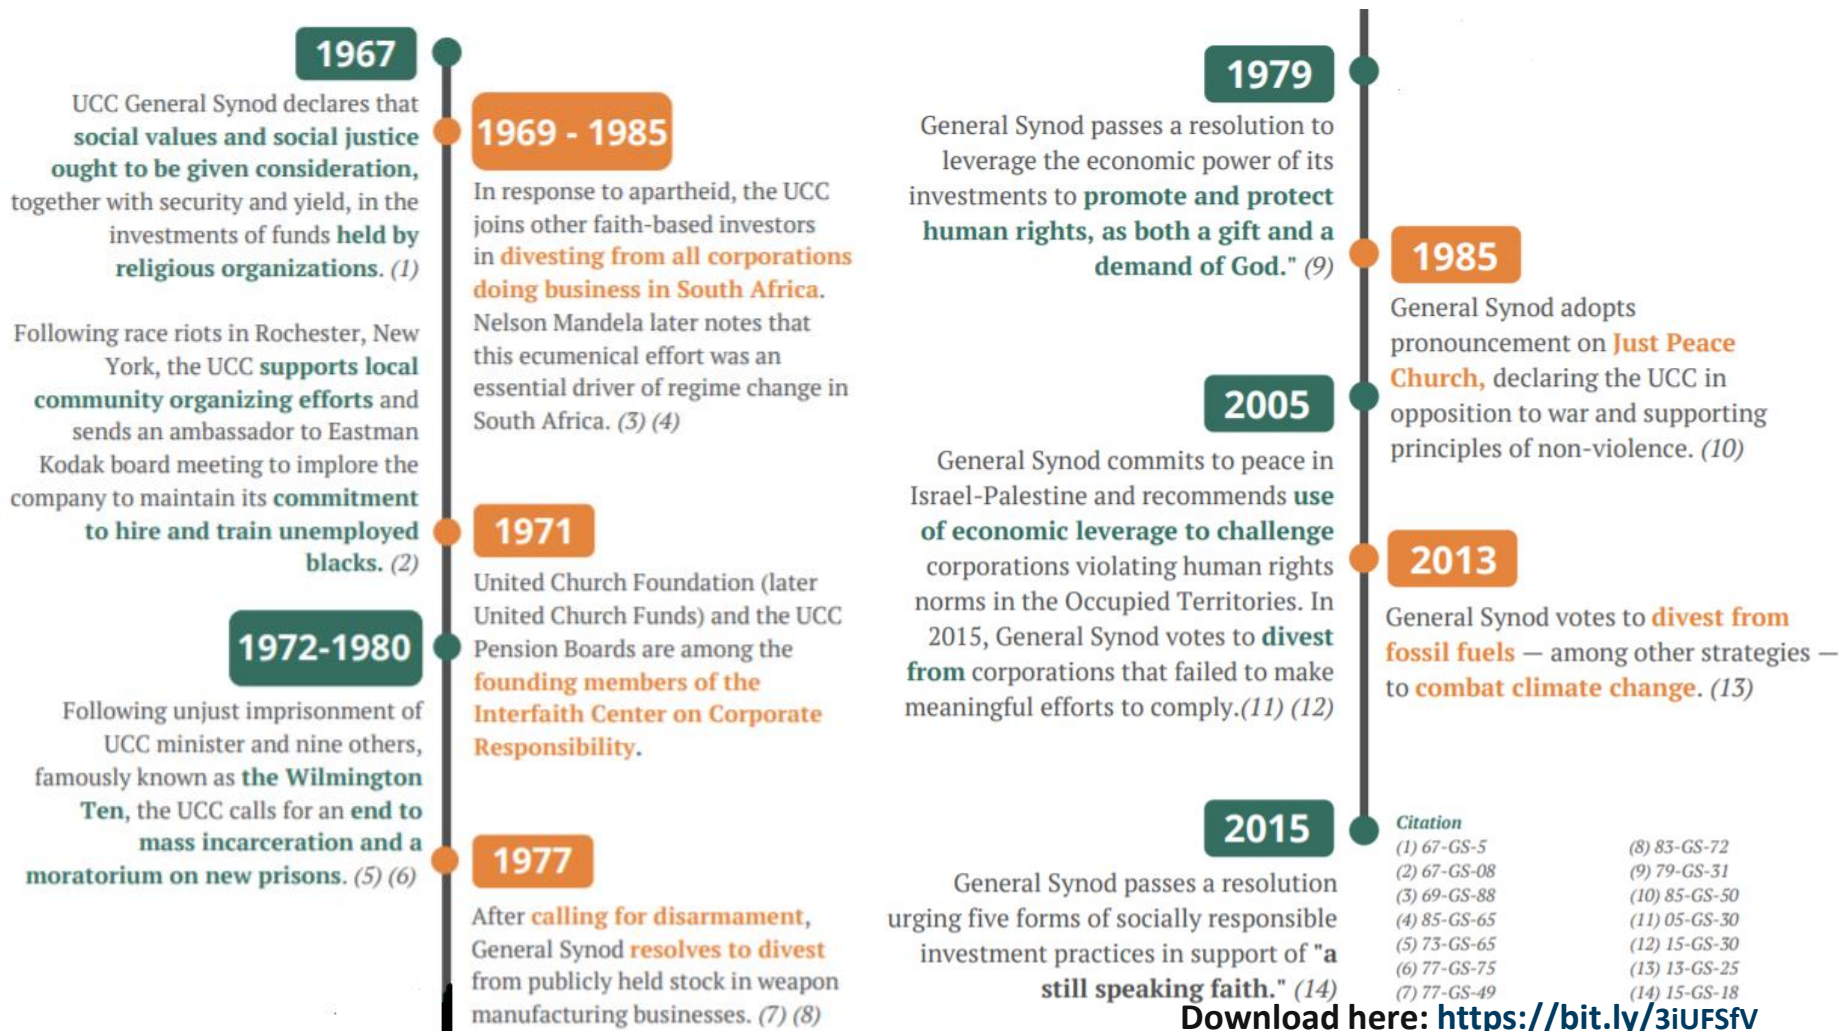 1967
UCC General Synod declares that
social values and social justice
ought to be given consideration,
together with security and yield, in the
investments of funds held by
religious organizations. (1)
Following race riots in Rochester, New
York, the UCC supports local
community organizing efforts and
sends an ambassador to Eastman
Kodak board meeting to implore the
company to maintain its commitment
to hire and train unemployed
blacks. (2)
1969 - 1985
In response to apartheid, the UCC
joins other faith-based investors
in divesting from all corporations
doing business in South Africa.
Nelson Mandela later notes that
this ecumenical effort was an
essential driver of regime change in
South Africa. (3) (4)
1971
United Church Foundation (later
United Church Funds) and the UCC
Pension Boards are among the
founding members of the
Interfaith Center on Corporate
Responsibility.
1972-1980
Following unjust imprisonment of
UCC minister and nine others,
famously known as the Wilmington
Ten, the UCC calls for an end to
mass incarceration and a
moratorium on new prisons. (5) (6)
1977
After calling for disarmament,
General Synod resolves to divest
from publicly held stock in weapon
manufacturing businesses. (7) (8)
1979
General Synod passes a resolution to
leverage the economic power of its
investments to promote and protect
human rights, as both a gift and a
demand of God." (9)
1985
General Synod adopts
pronouncement on Just Peace
Church, declaring the UCC in
opposition to war and supporting
principles of non-violence. (10)
2005
General Synod commits to peace in
Israel-Palestine and recommends use
of economic leverage to challenge
corporations violating human rights
norms in the Occupied Territories. In
2015, General Synod votes to divest
from corporations that failed to make
meaningful efforts to comply.(11) (12)
2013
General Synod votes to divest from
fossil fuels — among other strategies —
to combat climate change. (13)
2015
General Synod passes a resolution
urging five forms of socially responsible
investment practices in support of "a
still speaking faith." (14)
Citation
(1) 67-GS-5
(2) 67-GS-08
(3) 69-GS-88
(4) 85-GS-65
(5) 73-GS-65
(6) 77-GS-75
(7) 77-GS-49
(8) 83-GS-72
(9) 79-GS-31
(10) 85-GS-50
(11) 05-GS-30
(12) 15-GS-30
(13) 13-GS-25
(14) 15-GS-18
Download here: https://bit.ly/3iUFSfV